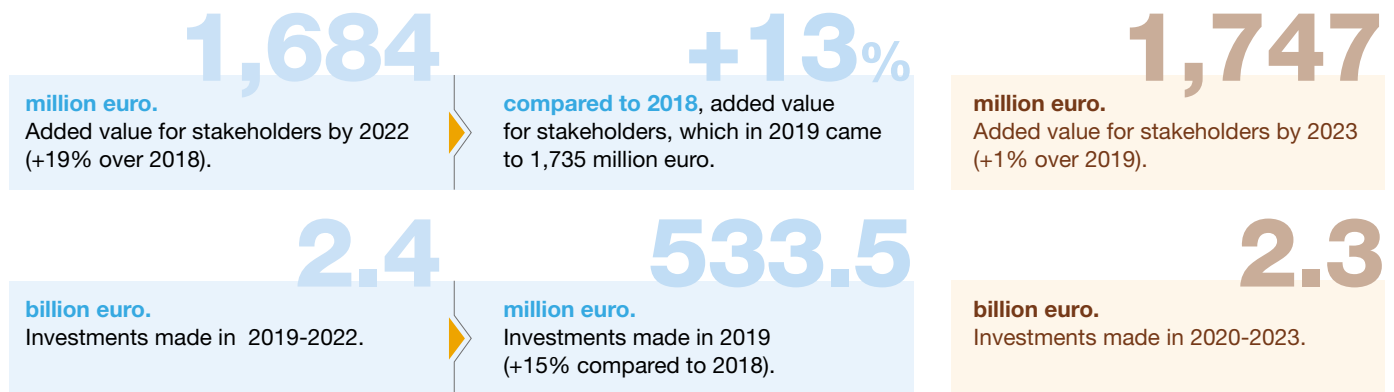 1,684
million euro.
Added value for stakeholders by 2022
(+19% over 2018).
+13%
compared to 2018, added value
for stakeholders, which in 2019 came
to 1,735 million euro.
1,747
million euro.
Added value for stakeholders by 2023
(+1% over 2019).
2.4
billion euro.
Investments made in 2019-2022.
533.5
million euro.
Investments made in 2019
(+15% compared to 2018).
2.3
billion euro.
Investments made in 2020-2023.